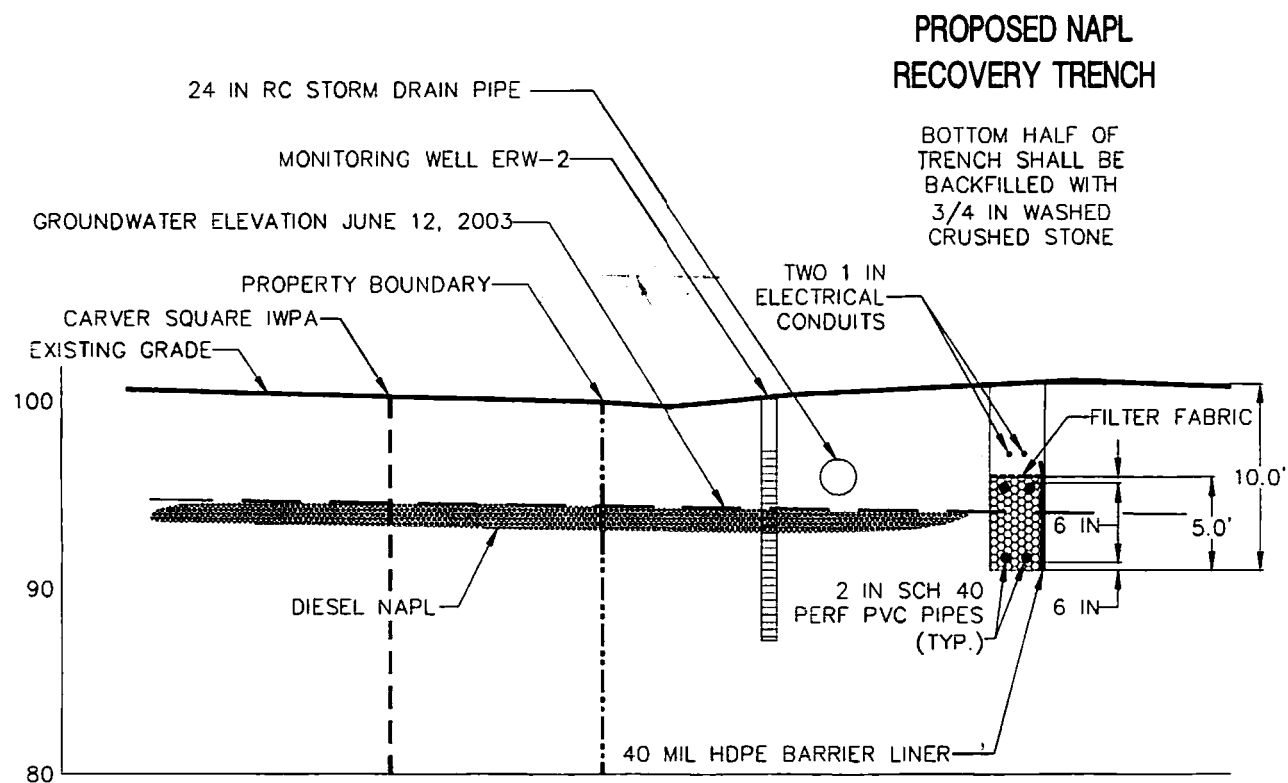 PROPOSED NAPL
RECOVERY TRENCH
24 IN RC STORM DRAIN PIPE
BOTTOM HALF OF
TRENCH SHALL BE
BACKFILLED WITH
3/4 IN WASHED
CRUSHED STONE
MONITORING WELL ERW-2
GROUNDWATER ELEVATION JUNE 12, 2003
PROPERTY BOUNDARY
TWO 1 IN
ELECTRICAL
CONDUITS
CARVER SQUARE IWPA
EXISTING GRADE
100
FILTER FABRIC
10.0'
6 IN
5.0'
90
DIESEL NAPL
2 IN SCH 40
PERF PVC PIPES
(TYP.)
6 IN
40 MIL HDPE BARRIER LINER
80